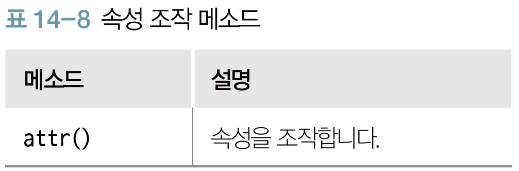 표 14-8 속성 조작 메소드
메소드 설명
attr() 속성을 조작합니다.